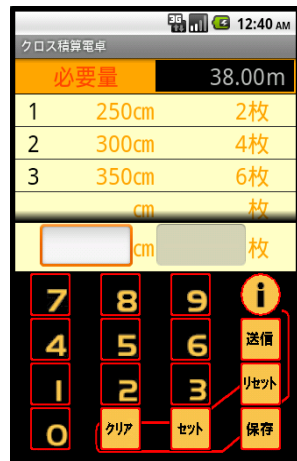 3G 12:40 AM
クロス積算電卓
必要量 38.00m
1 250cm 2枚
2 300cm 4枚
3 350cm 6枚
cm 枚
cm 枚
7 8 9 i
4 5 6 送信
1 2 3 リセット
0 クリア セット 保存